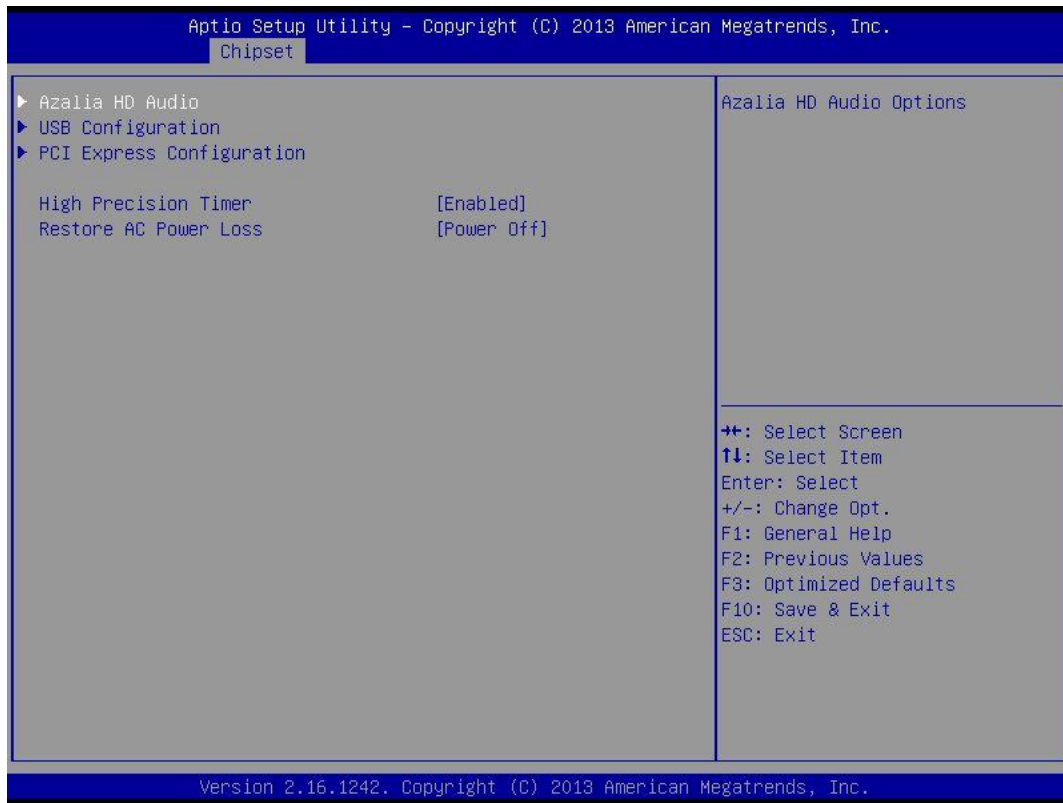 Aptio Setup Utility – Copyright (C) 2013 American Megatrends, Inc.
Chipset
▶ Azalia HD Audio
▶ USB Configuration
▶ PCI Express Configuration
High Precision Timer [Enabled]
Restore AC Power Loss [Power Off]
Azalia HD Audio Options
→←: Select Screen
↑↓: Select Item
Enter: Select
+/-: Change Opt.
F1: General Help
F2: Previous Values
F3: Optimized Defaults
F10: Save & Exit
ESC: Exit
Version 2.16.1242. Copyright (C) 2013 American Megatrends, Inc.